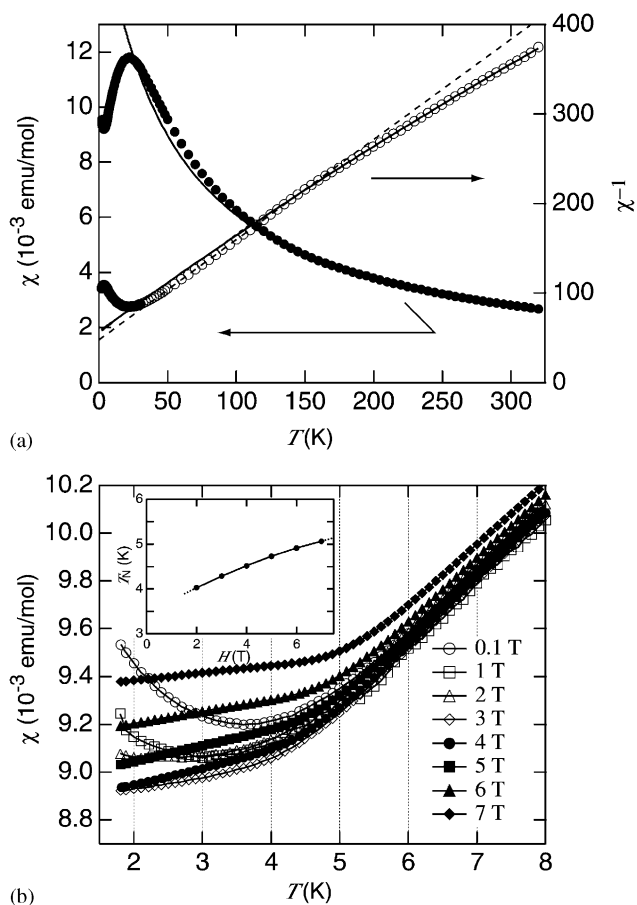 12
10
8
6
4
2
0
400
300
200
100
0
χ (10⁻³ emu/mol)
χ⁻¹
0 50 100 150 200 250 300
T(K)
(a)
10.2
10.0
9.8
9.6
9.4
9.2
9.0
8.8
χ (10⁻³ emu/mol)
6
5
4
3
T_N (K)
0 2 4 6
H(T)
0.1 T
1 T
2 T
3 T
4 T
5 T
6 T
7 T
2 3 4 5 6 7 8
T(K)
(b)